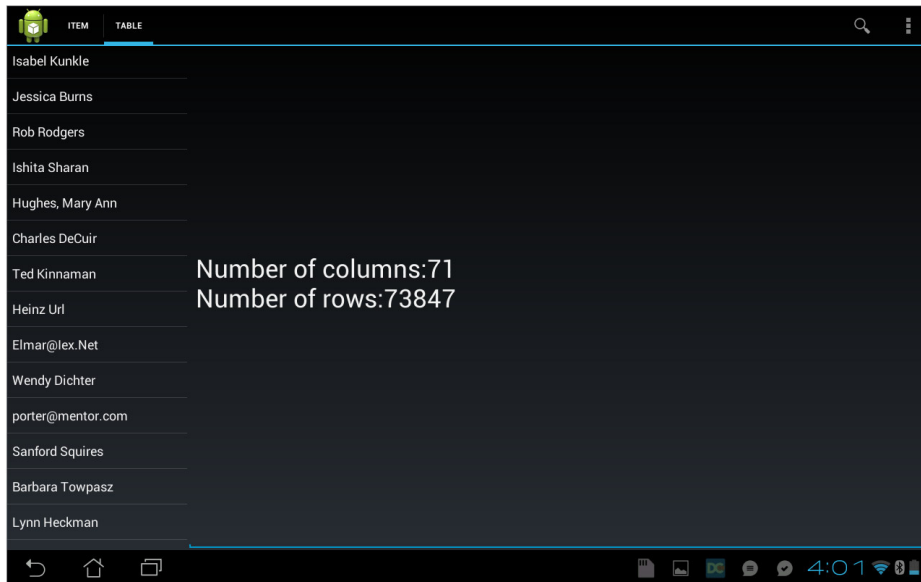 ITEM
TABLE
Isabel Kunkle
Jessica Burns
Rob Rodgers
Ishita Sharan
Hughes, Mary Ann
Charles DeCuir
Ted Kinnaman
Heinz Url
Elmar@lex.Net
Wendy Dichter
porter@mentor.com
Sanford Squires
Barbara Towpasz
Lynn Heckman
Number of columns:71
Number of rows:73847
DC
4:01